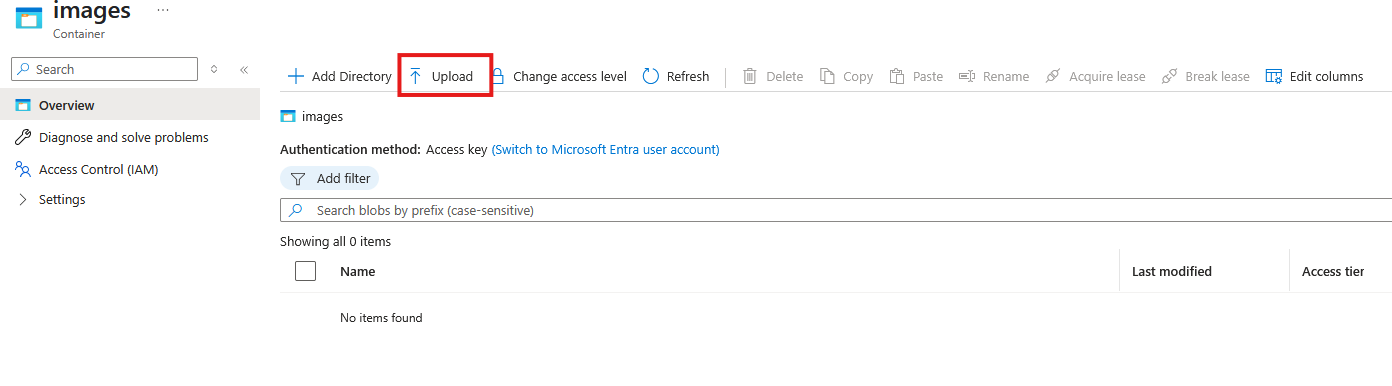 images ...
Container
Search
Overview
Diagnose and solve problems
Access Control (IAM)
Settings
Add Directory Upload Change access level Refresh Delete Copy Paste Rename Acquire lease Break lease Edit columns
images
Authentication method: Access key (Switch to Microsoft Entra user account)
Add filter
Search blobs by prefix (case-sensitive)
Showing all 0 items
Name Last modified Access tier
No items found